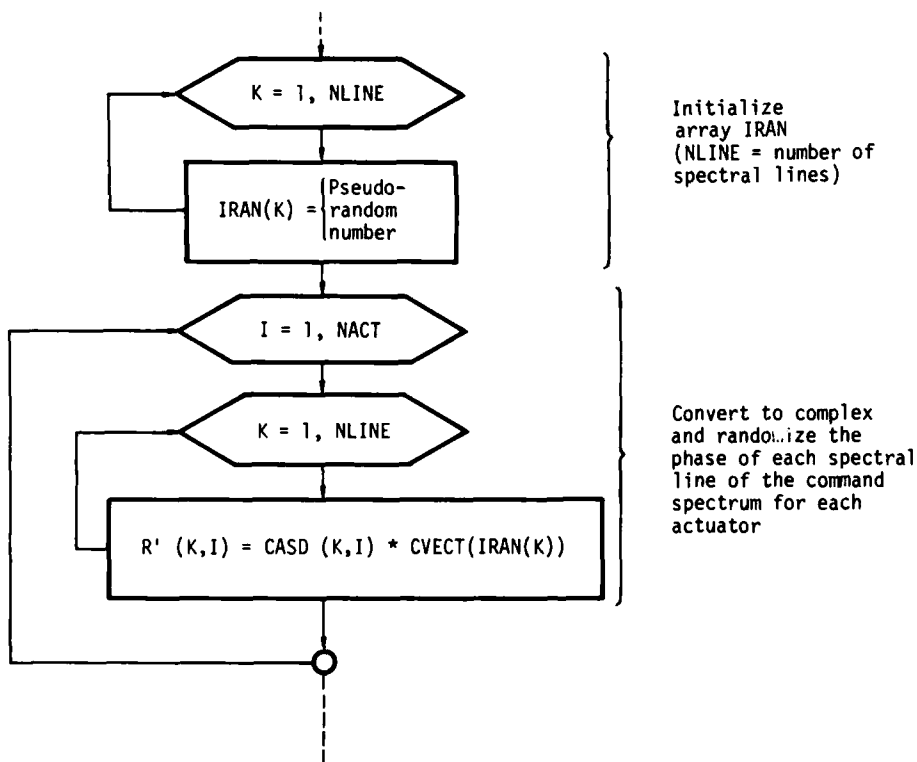 K = 1, NLINE
IRAN(K) =
Pseudo-
random
number
Initialize
array IRAN
(NLINE = number of
spectral lines)
I = 1, NACT
K = 1, NLINE
R' (K,I) = CASD (K,I) * CVECT(IRAN(K))
Convert to complex
and the
phase of each spectral
line of the command
spectrum for each
actuator